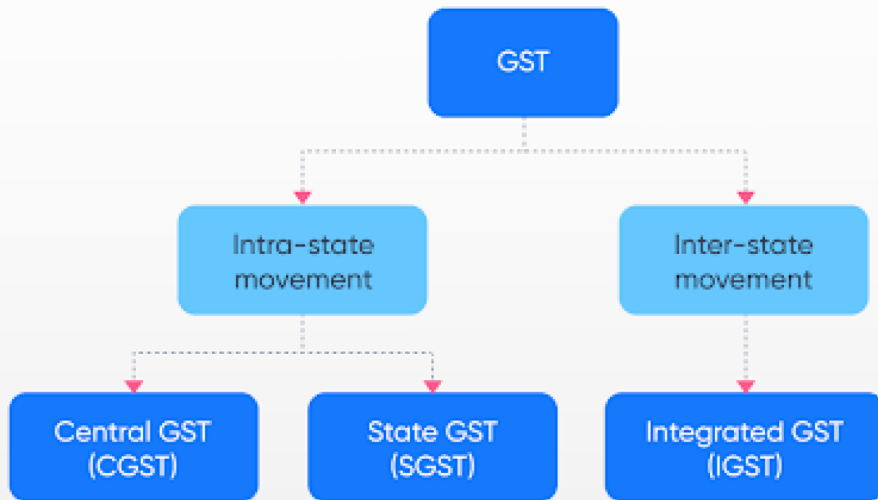 GST
Intra-state
movement
Inter-state
movement
Central GST
(CGST)
State GST
(SGST)
Integrated GST
(IGST)